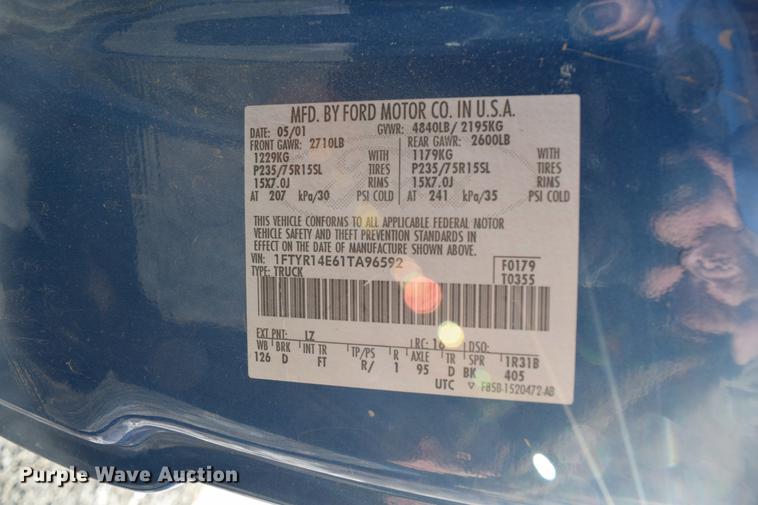 MFD. BY FORD MOTOR CO. IN U.S.A.
DATE: 05/01 GVWR: 4840LB/ 2195KG
FRONT GAWR: 2710LB REAR GAWR: 2600LB
1229KG WITH 1179KG WITH
P235/75R15SL TIRES P235/75R15SL TIRES
15X7.0J RIMS 15X7.0J RIMS
AT 207 kPa/30 PSI COLD AT 241 kPa/35 PSI COLD
THIS VEHICLE CONFORMS TO ALL APPLICABLE FEDERAL MOTOR
VEHICLE SAFETY AND THEFT PREVENTION STANDARDS IN
EFFECT ON THE DATE OF MANUFACTURE SHOWN ABOVE.
VIN: 1FTYR14E61TA96592 F0179
TYPE: TRUCK T0355
EXT PNT: LZ RC: 16 DSO:
WB BRK INT TR TP/PS R AXLE TR SPR 1R31B
126 D FT R/ 1 95 D BK 405
UTC ▽ F85B-1520472-AB
Purple Wave Auction